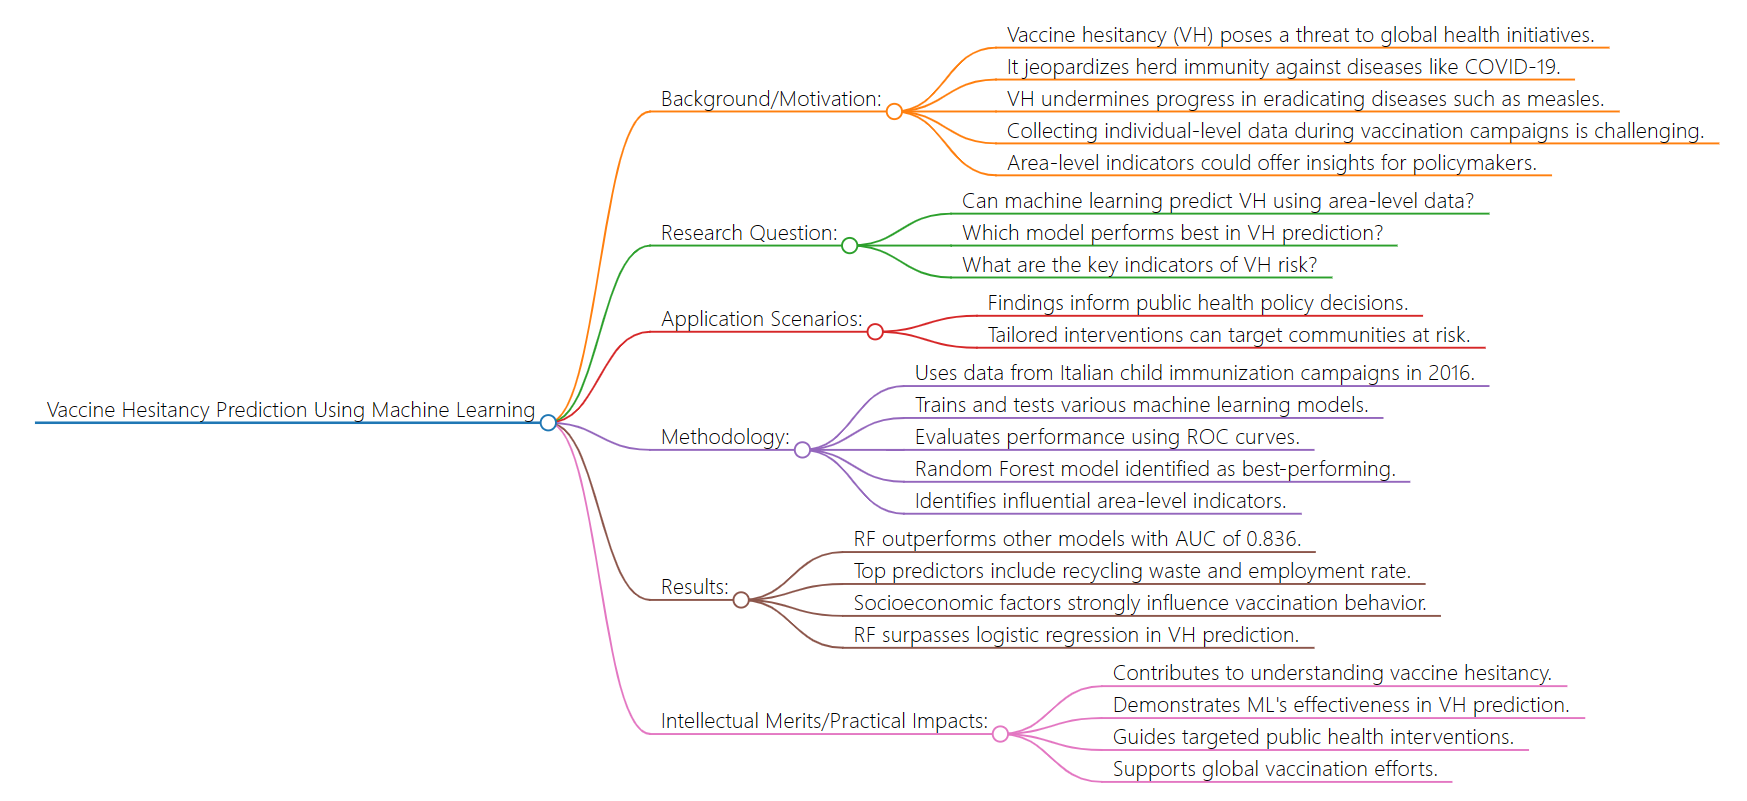 Vaccine Hesitancy Prediction Using Machine Learning
Background/Motivation:
Vaccine hesitancy (VH) poses a threat to global health initiatives.
It jeopardizes herd immunity against diseases like COVID-19.
VH undermines progress in eradicating diseases such as measles.
Collecting individual-level data during vaccination campaigns is challenging.
Area-level indicators could offer insights for policymakers.
Research Question:
Can machine learning predict VH using area-level data?
Which model performs best in VH prediction?
What are the key indicators of VH risk?
Application Scenarios:
Findings inform public health policy decisions.
Tailored interventions can target communities at risk.
Methodology:
Uses data from Italian child immunization campaigns in 2016.
Trains and tests various machine learning models.
Evaluates performance using ROC curves.
Random Forest model identified as best-performing.
Identifies influential area-level indicators.
Results:
RF outperforms other models with AUC of 0.836.
Top predictors include recycling waste and employment rate.
Socioeconomic factors strongly influence vaccination behavior.
RF surpasses logistic regression in VH prediction.
Intellectual Merits/Practical Impacts:
Contributes to understanding vaccine hesitancy.
Demonstrates ML's effectiveness in VH prediction.
Guides targeted public health interventions.
Supports global vaccination efforts.